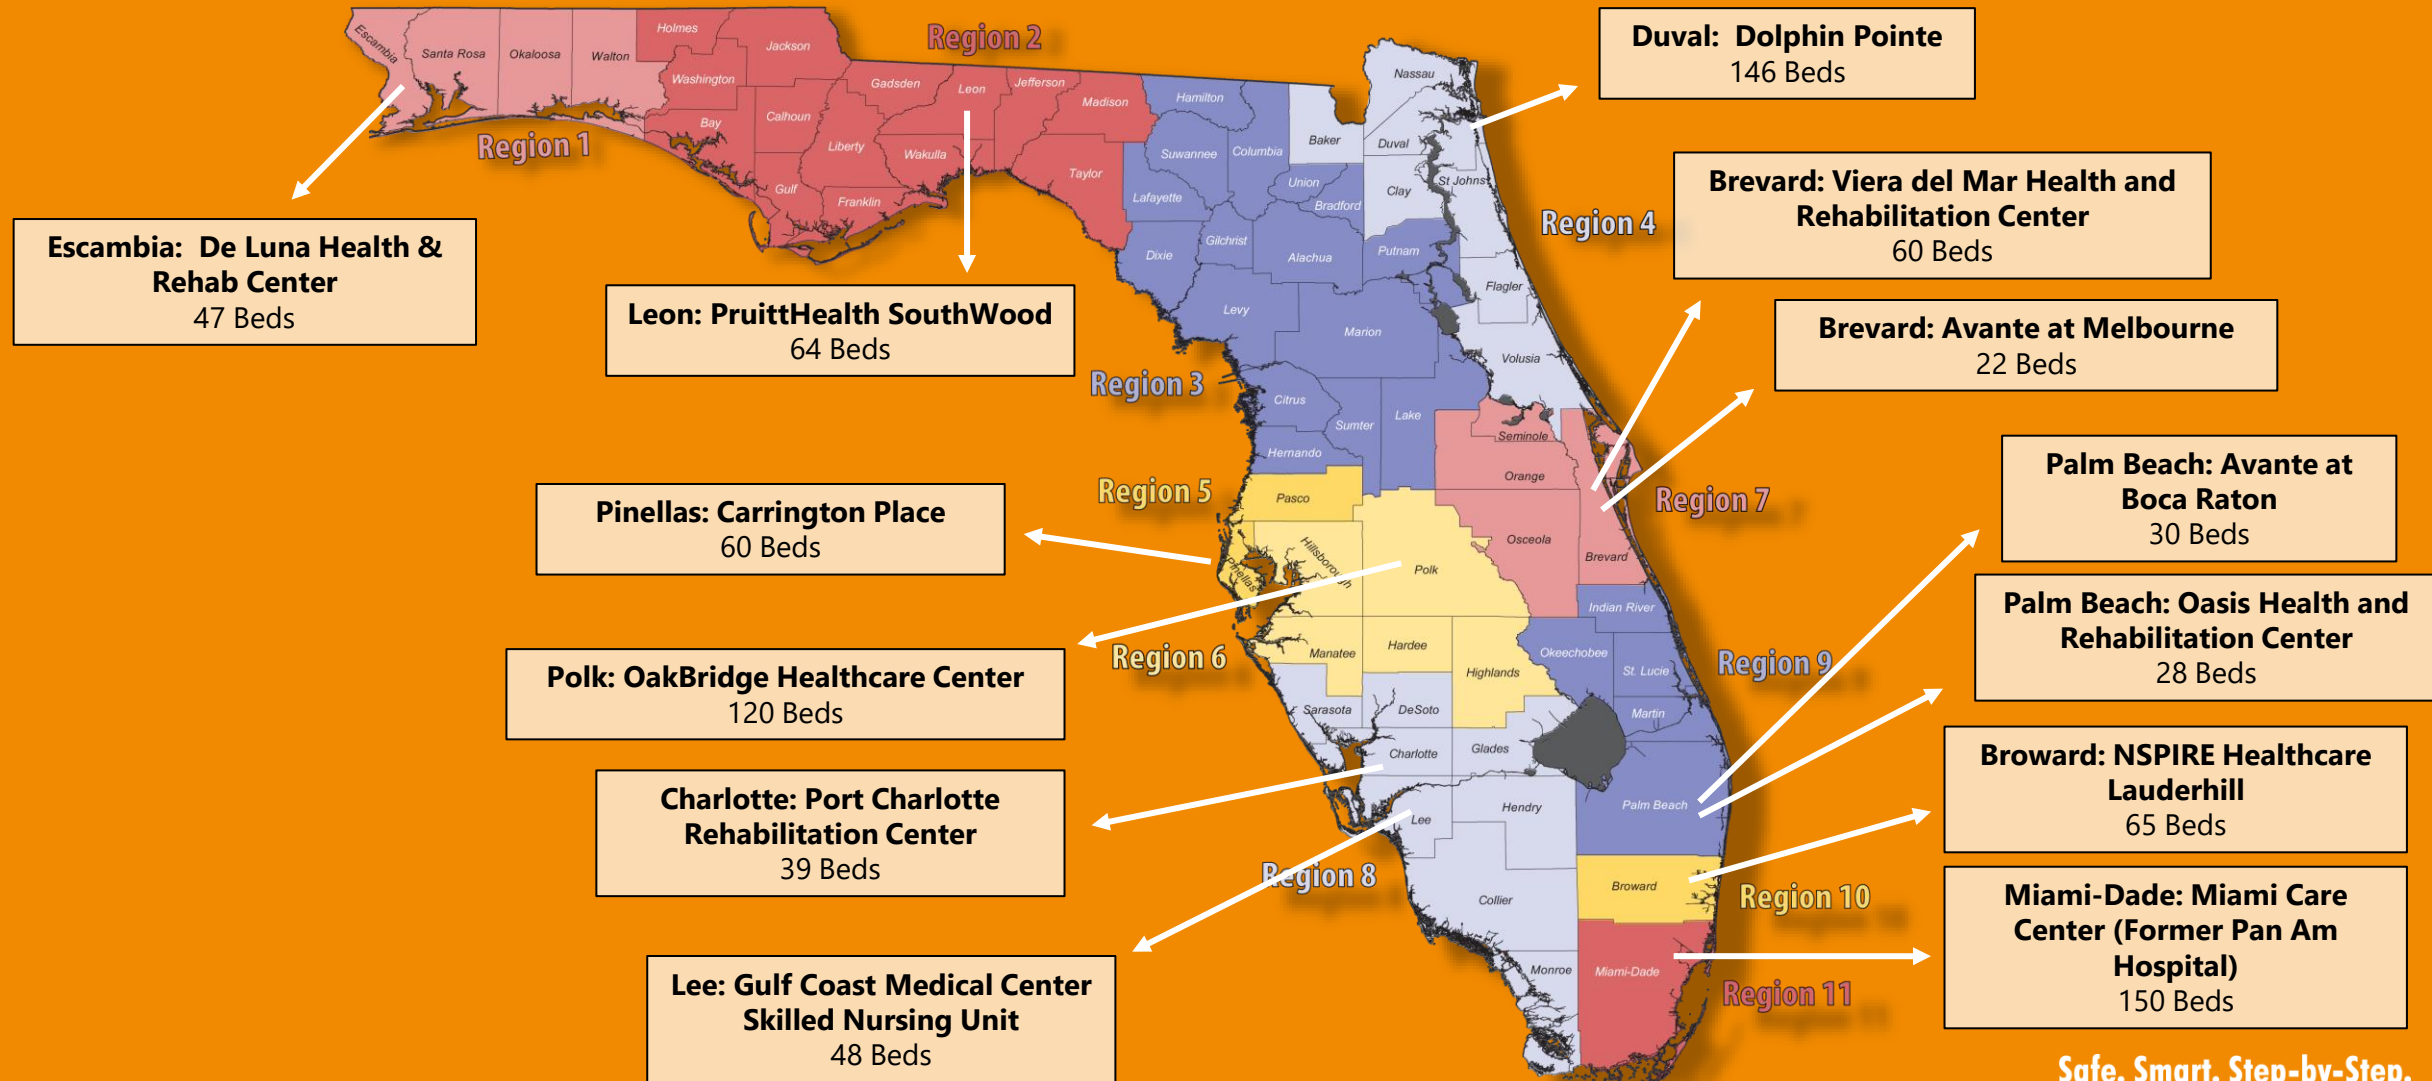 Region 2
Holmes
Jackson
Escambia
Santa Rosa
Okaloosa
Walton
Washington
Gadsden
Leon
Jefferson
Madison
Bay
Calhoun
Liberty
Wakulla
Taylor
Gulf
Franklin
Region 1
Hamilton
Suwannee
Columbia
Lafayette
Union
Bradford
Dixie
Gilchrist
Alachua
Putnam
Levy
Marion
Citrus
Sumter
Lake
Hernando
Region 3
Nassau
Baker
Duval
Clay
St Johns
Flagler
Volusia
Region 4
Duval: Dolphin Pointe
146 Beds
Brevard: Viera del Mar Health and
Rehabilitation Center
60 Beds
Brevard: Avante at Melbourne
22 Beds
Escambia: De Luna Health &
Rehab Center
47 Beds
Leon: PruittHealth SouthWood
64 Beds
Region 5
Pasco
Pinellas
Pinellas: Carrington Place
60 Beds
Seminole
Orange
Osceola
Brevard
Region 7
Palm Beach: Avante at
Boca Raton
30 Beds
Hillsborough
Polk
Manatee
Hardee
Highlands
Region 6
Polk: OakBridge Healthcare Center
120 Beds
Indian River
Okeechobee
St. Lucie
Martin
Palm Beach
Region 9
Palm Beach: Oasis Health and
Rehabilitation Center
28 Beds
Sarasota
DeSoto
Charlotte
Glades
Lee
Hendry
Collier
Region 8
Charlotte: Port Charlotte
Rehabilitation Center
39 Beds
Broward: NSPIRE Healthcare
Lauderhill
65 Beds
Broward
Region 10
Lee: Gulf Coast Medical Center
Skilled Nursing Unit
48 Beds
Monroe
Miami-Dade
Region 11
Miami-Dade: Miami Care
Center (Former Pan Am
Hospital)
150 Beds
Safe. Smart. Step-by-Step.